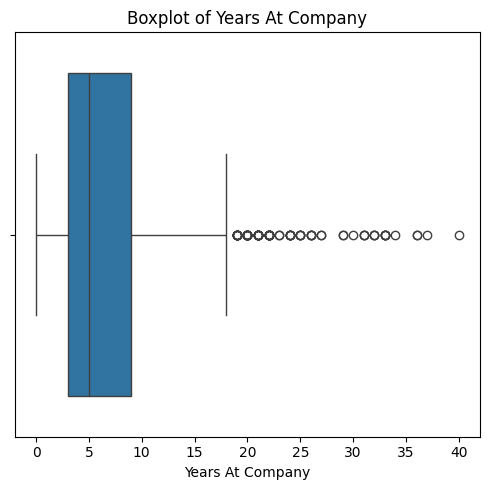 Boxplot of Years At Company
0 5 10 15 20 25 30 35 40
Years At Company